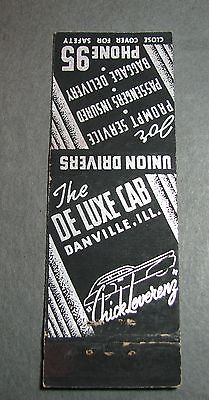 CLOSE COVER FOR SAFETY
PHONE 95
BAGGAGE DELIVERY
•
PASSENGERS INSURED
•
PROMPT SERVICE
For
UNION DRIVERS
The
DE LUXE CAB
DANVILLE, ILL.
"Chick Leverenz"